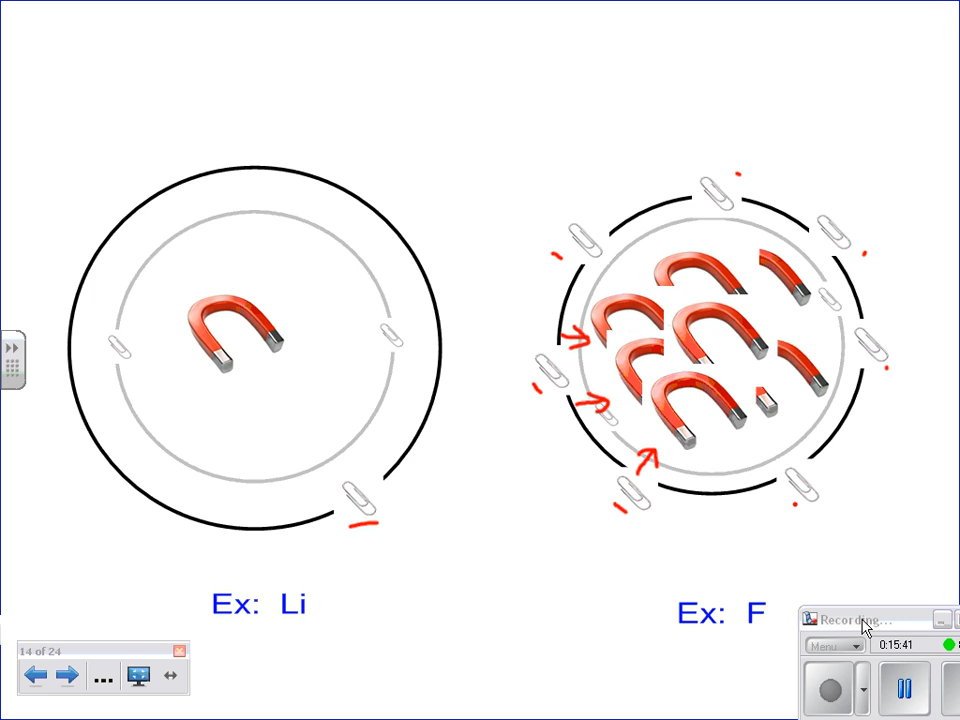 Ex: Li
Ex: F
14 of 24
...
Recording...
Menu
0:15:41